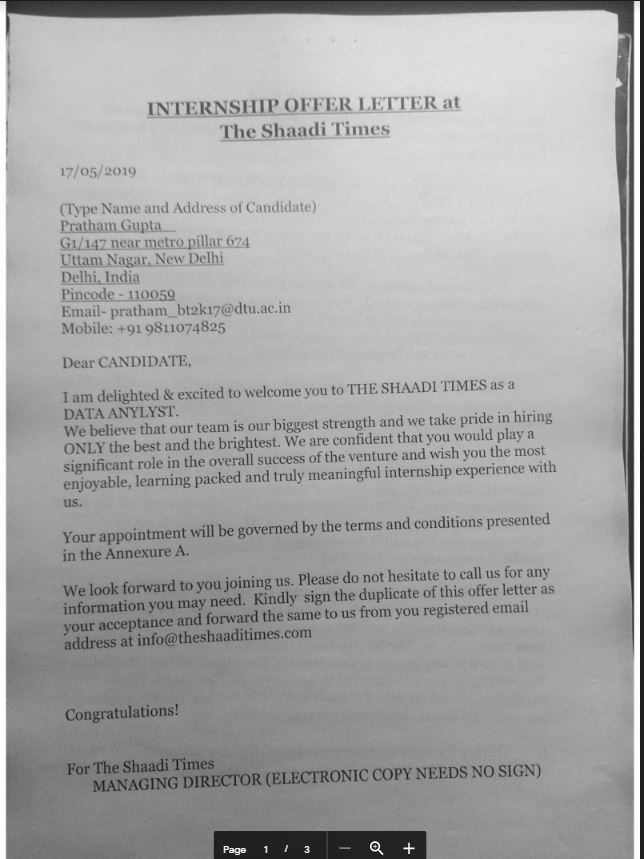 INTERNSHIP OFFER LETTER at
The Shaadi Times
17/05/2019
(Type Name and Address of Candidate)
Pratham Gupta
G1/147 near metro pillar 674
Uttam Nagar, New Delhi
Delhi, India
Pincode - 110059
Email- pratham_bt2k17@dtu.ac.in
Mobile: +91 9811074825
Dear CANDIDATE,
I am delighted & excited to welcome you to THE SHAADI TIMES as a
DATA ANYLYST.
We believe that our team is our biggest strength and we take pride in hiring
ONLY the best and the brightest. We are confident that you would play a
significant role in the overall success of the venture and wish you the most
enjoyable, learning packed and truly meaningful internship experience with
us.
Your appointment will be governed by the terms and conditions presented
in the Annexure A.
We look forward to you joining us. Please do not hesitate to call us for any
information you may need. Kindly sign the duplicate of this offer letter as
your acceptance and forward the same to us from you registered email
address at info@theshaaditimes.com
Congratulations!
For The Shaadi Times
MANAGING DIRECTOR (ELECTRONIC COPY NEEDS NO SIGN)
Page 1 / 3